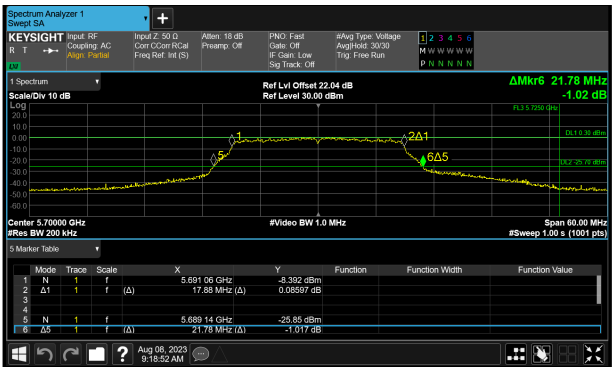 Spectrum Analyzer 1
Swept SA
KEYSIGHT Input: RF Input Z: 50 Ω Atten: 18 dB PNO: Fast #Avg Type: Voltage 1 2 3 4 5 6
R T Coupling: AC Corr CCorr RCal Preamp: Off Gate: Off Avg|Hold: 30/30 M W W W W W
Align: Partial Freq Ref: Int (S) IF Gain: Low Trig: Free Run
Sig Track: Off P N N N N N
LXI
1 Spectrum Ref Lvl Offset 22.04 dB ΔMkr6 21.78 MHz
Scale/Div 10 dB Ref Level 30.00 dBm -1.02 dB
Log
FL3 5.7250 GHz
20.0
10.0
0.00 1 2Δ1 DL1 0.30 dBm
-10.0
-20.0 5 6Δ5 DL2 -25.70 dBm
-30.0
-40.0
-50.0
-60.0
Center 5.70000 GHz #Video BW 1.0 MHz Span 60.00 MHz
#Res BW 200 kHz #Sweep 1.00 s (1001 pts)
5 Marker Table
Mode Trace Scale X Y Function Function Width Function Value
1 N 1 f 5.691 06 GHz -8.392 dBm
2 Δ1 1 f (Δ) 17.88 MHz (Δ) 0.08597 dB
3
4
5 N 1 f 5.689 14 GHz -25.85 dBm
6 Δ5 1 f (Δ) 21.78 MHz (Δ) -1.017 dB
? Aug 08, 2023
9:18:52 AM